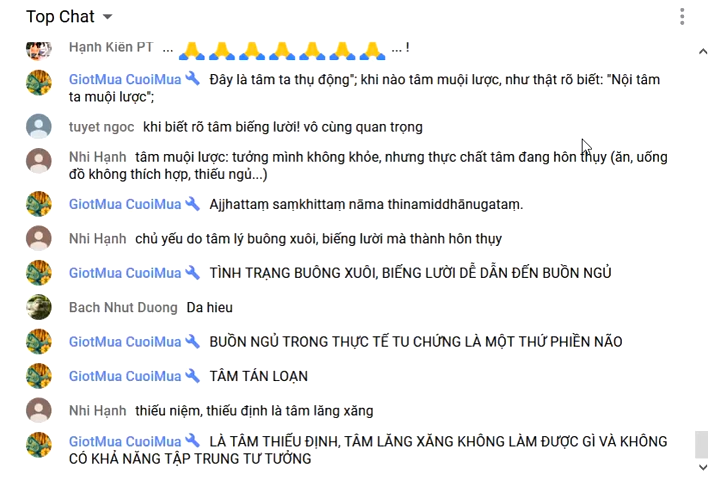 Top Chat
Hạnh Kiên PT ... 🙏 🙏 🙏 🙏 🙏 🙏 🙏 ... !
GiotMua CuoiMua Đây là tâm ta thụ động"; khi nào tâm muội lược, như thật rõ biết: "Nội tâm
ta muội lược";
tuyet ngoc khi biết rõ tâm biếng lười! vô cùng quan trọng
Nhi Hạnh tâm muội lược: tưởng mình không khỏe, nhưng thực chất tâm đang hôn thụy (ăn, uống
đồ không thích hợp, thiếu ngủ...)
GiotMua CuoiMua Ajjhattaṃ saṃkhittaṃ nāma thinamiddhānugataṃ.
Nhi Hạnh chủ yếu do tâm lý buông xuôi, biếng lười mà thành hôn thụy
GiotMua CuoiMua TÌNH TRẠNG BUÔNG XUÔI, BIẾNG LƯỜI DỄ DẪN ĐẾN BUỒN NGỦ
Bach Nhut Duong Da hieu
GiotMua CuoiMua BUỒN NGỦ TRONG THỰC TẾ TU CHỨNG LÀ MỘT THỨ PHIỀN NÃO
GiotMua CuoiMua TÂM TÁN LOẠN
Nhi Hạnh thiếu niệm, thiếu định là tâm lăng xăng
GiotMua CuoiMua LÀ TÂM THIẾU ĐỊNH, TÂM LĂNG XĂNG KHÔNG LÀM ĐƯỢC GÌ VÀ KHÔNG
CÓ KHẢ NĂNG TẬP TRUNG TƯ TƯỞNG